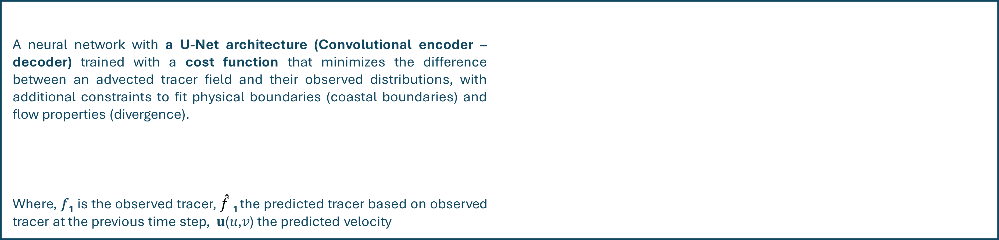 A neural network with a U-Net architecture (Convolutional encoder –
decoder) trained with a cost function that minimizes the difference
between an advected tracer field and their observed distributions, with
additional constraints to fit physical boundaries (coastal boundaries) and
flow properties (divergence).
Where, f₁ is the observed tracer, f̂ ₁ the predicted tracer based on observed
tracer at the previous time step, u(u,v) the predicted velocity